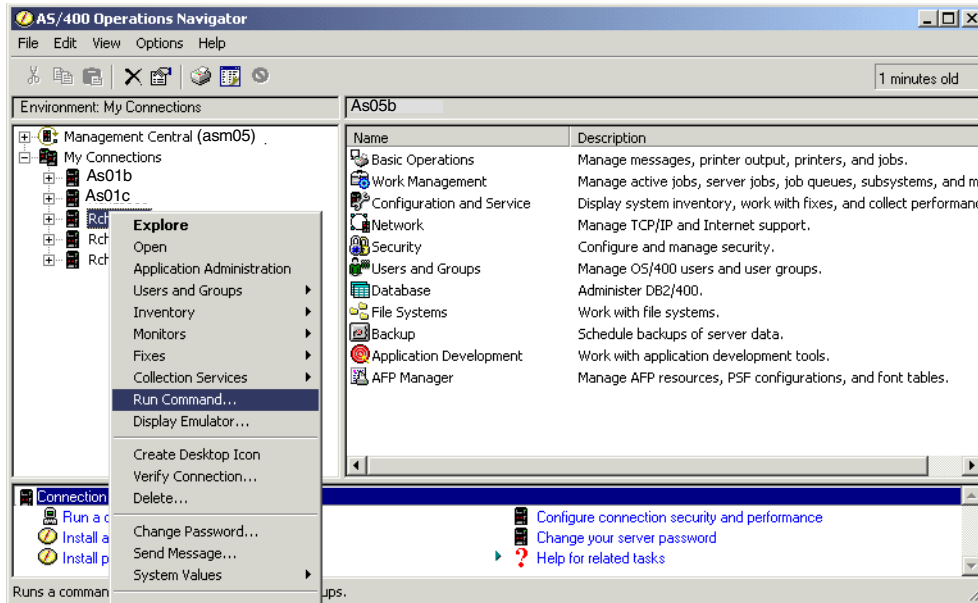 AS/400 Operations Navigator
File Edit View Options Help
1 minutes old
Environment: My Connections
As05b
Management Central (asm05)
My Connections
As01b
As01c
Rch
Rch
Rch
Name Description
Basic Operations Manage messages, printer output, printers, and jobs.
Work Management Manage active jobs, server jobs, job queues, subsystems, and m
Configuration and Service Display system inventory, work with fixes, and collect performanc
Network Manage TCP/IP and Internet support.
Security Configure and manage security.
Users and Groups Manage OS/400 users and user groups.
Database Administer DB2/400.
File Systems Work with file systems.
Backup Schedule backups of server data.
Application Development Work with application development tools.
AFP Manager Manage AFP resources, PSF configurations, and font tables.
Explore
Open
Application Administration
Users and Groups
Inventory
Monitors
Fixes
Collection Services
Run Command...
Display Emulator...
Create Desktop Icon
Verify Connection...
Delete...
Change Password...
Send Message...
System Values
Connection
Run a c
Install a
Install p
Configure connection security and performance
Change your server password
Help for related tasks
Runs a comman ups.